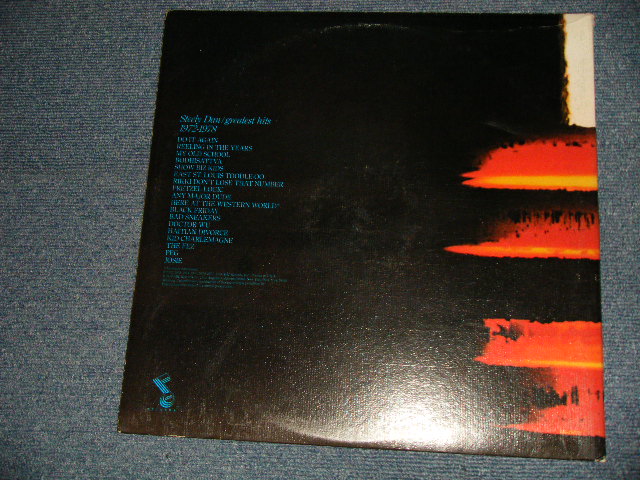 Steely Dan/greatest hits
1972-1978
DO IT AGAIN
REELING IN THE YEARS
MY OLD SCHOOL
BODHISATTVA
SHOW BIZ KIDS
EAST ST. LOUIS TOODLE-OO
RIKKI DON'T LOSE THAT NUMBER
PRETZEL LOGIC
ANY MAJOR DUDE
HERE AT THE WESTERN WORLD*
BLACK FRIDAY
BAD SNEAKERS
DOCTOR WU
HAITIAN DIVORCE
KID CHARLEMAGNE
THE FEZ
PEG
JOSIE